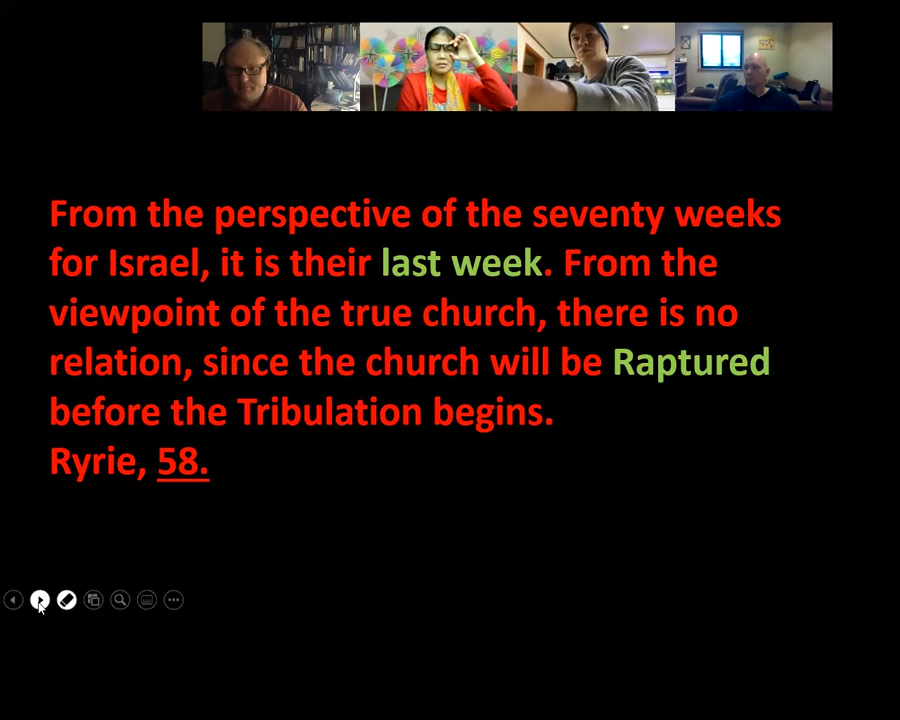 From the perspective of the seventy weeks
for Israel, it is their last week. From the
viewpoint of the true church, there is no
relation, since the church will be Raptured
before the Tribulation begins.
Ryrie, 58.